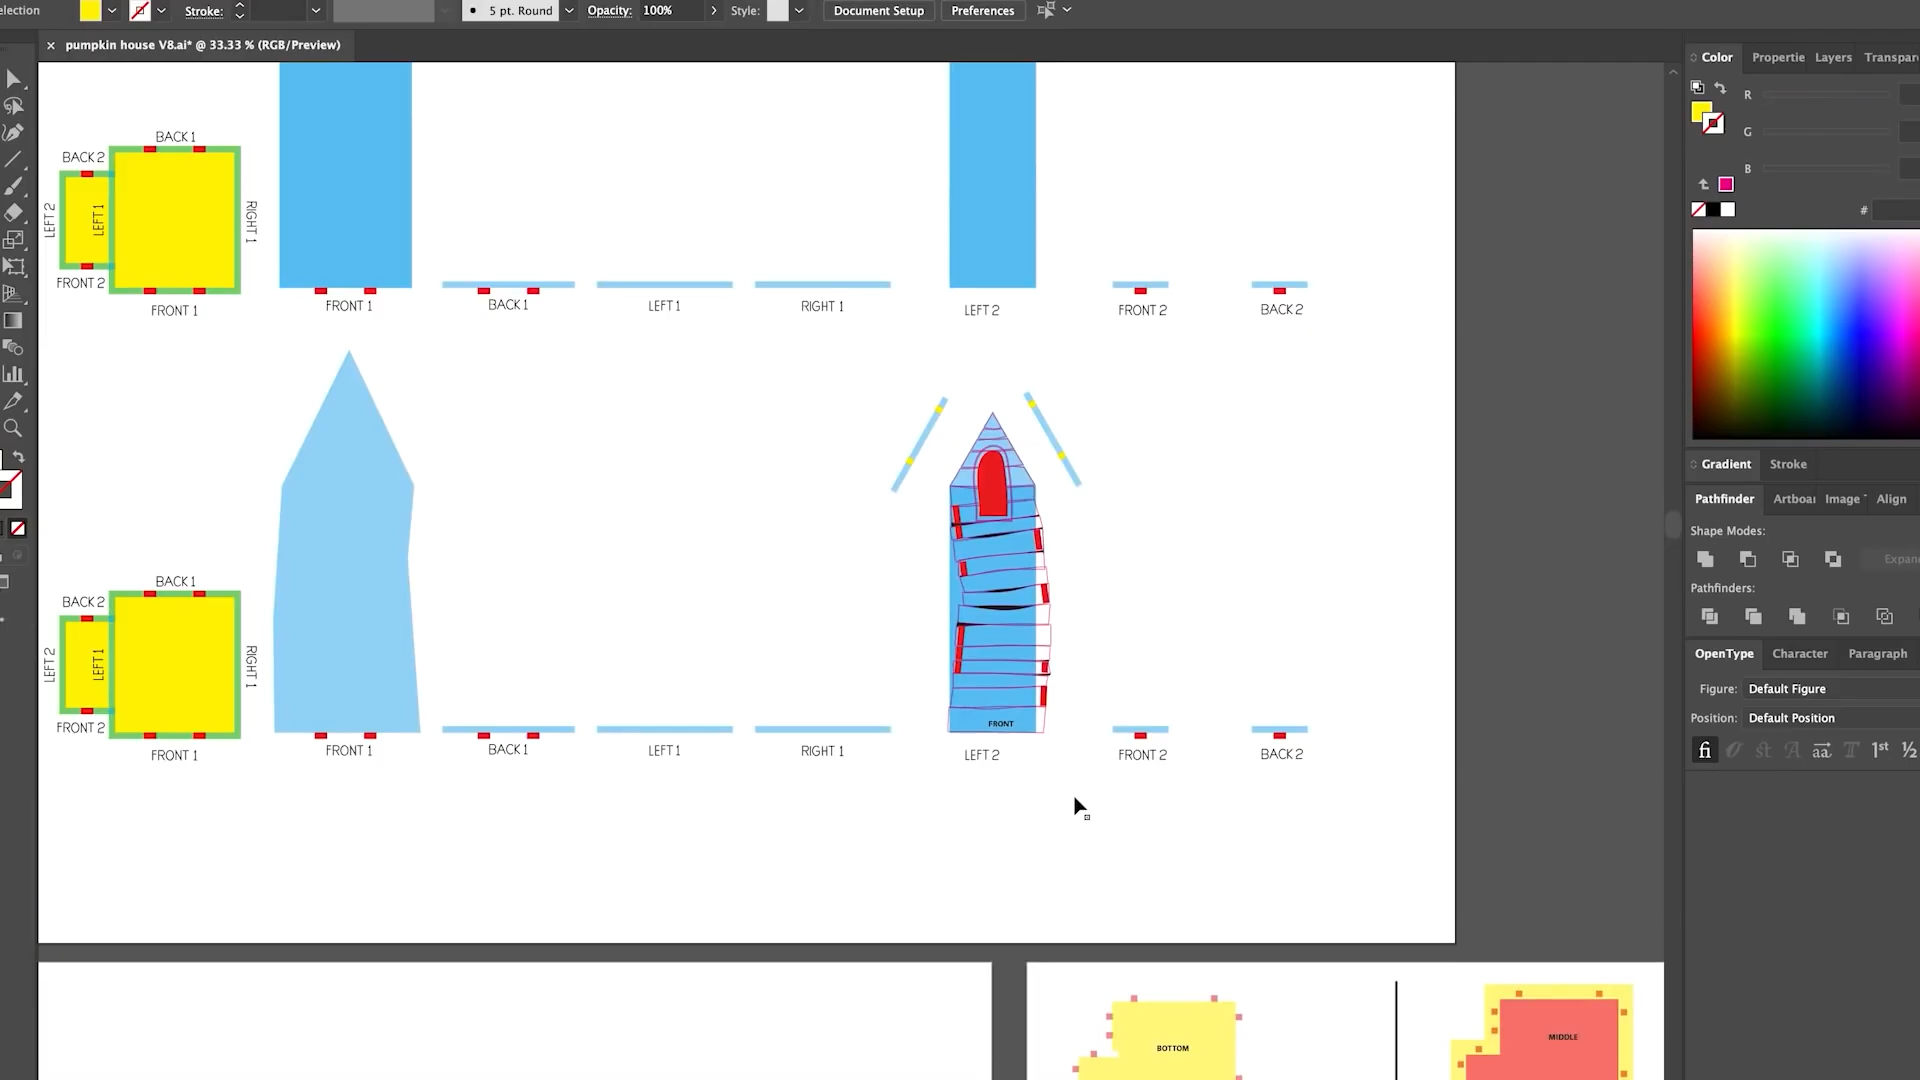 election
Stroke:
5 pt. Round
Opacity:
100%
Style:
Document Setup
Preferences
× pumpkin house V8.ai* @ 33.33 % (RGB/Preview)
Color
Propertie
Layers
Transpar
R
G
B
#
BACK 1
BACK 2
LEFT 2
LEFT 1
RIGHT 1
FRONT 2
FRONT 1
FRONT 1
BACK 1
LEFT 1
RIGHT 1
LEFT 2
FRONT 2
BACK 2
Gradient
Stroke
Pathfinder
Artboar
Image
Align
Shape Modes:
Expan
Pathfinders:
BACK 1
BACK 2
LEFT 2
LEFT 1
RIGHT 1
FRONT 2
FRONT 1
FRONT 1
BACK 1
LEFT 1
RIGHT 1
FRONT
LEFT 2
FRONT 2
BACK 2
OpenType
Character
Paragraph
Figure:
Default Figure
Position:
Default Position
BOTTOM
MIDDLE